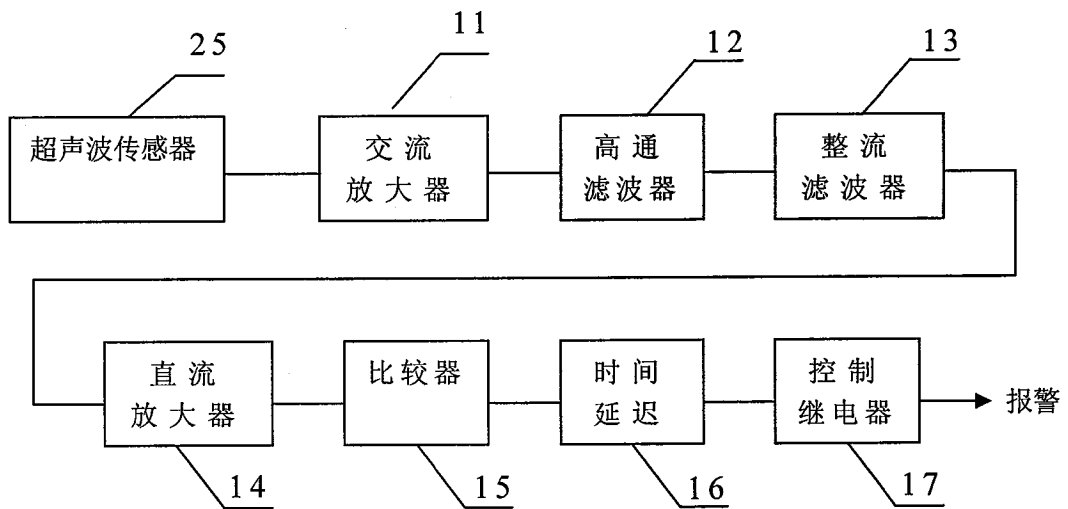 25
11
12
13
超声波传感器
交流
放大器
高通
滤波器
整流
滤波器
直流
放大器
比较器
时间
延迟
控制
继电器
报警
14
15
16
17